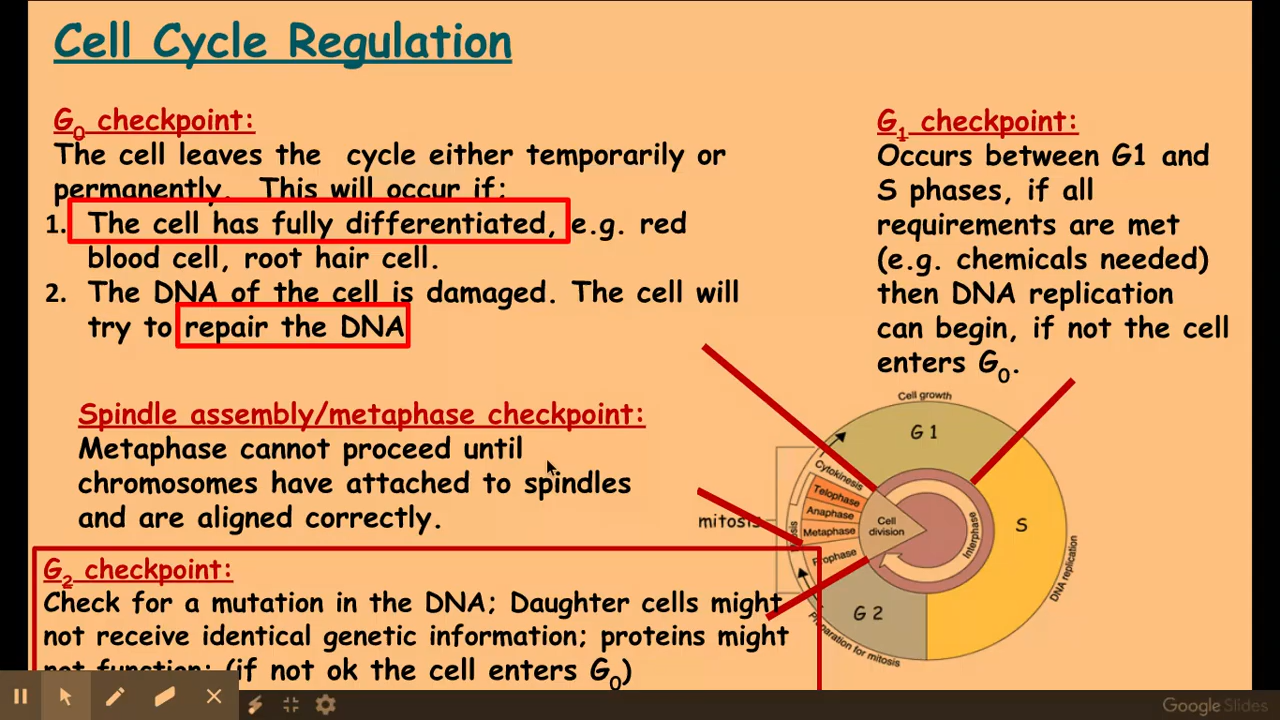 Cell Cycle Regulation
G0 checkpoint:
The cell leaves the cycle either temporarily or
permanently. This will occur if;
1. The cell has fully differentiated, e.g. red
blood cell, root hair cell.
2. The DNA of the cell is damaged. The cell will
try to repair the DNA
G1 checkpoint:
Occurs between G1 and
S phases, if all
requirements are met
(e.g. chemicals needed)
then DNA replication
can begin, if not the cell
enters G0.
Spindle assembly/metaphase checkpoint:
Metaphase cannot proceed until
chromosomes have attached to spindles
and are aligned correctly.
G2 checkpoint:
Check for a mutation in the DNA; Daughter cells might
not receive identical genetic information; proteins might
not function; (if not ok the cell enters G0)
Cell growth
G 1
Cytokinesis
Telophase
Anaphase
Metaphase
Prophase
mitosis
Cell
division
Interphase
S
DNA replication
G 2
Preparation for mitosis
Google Slides